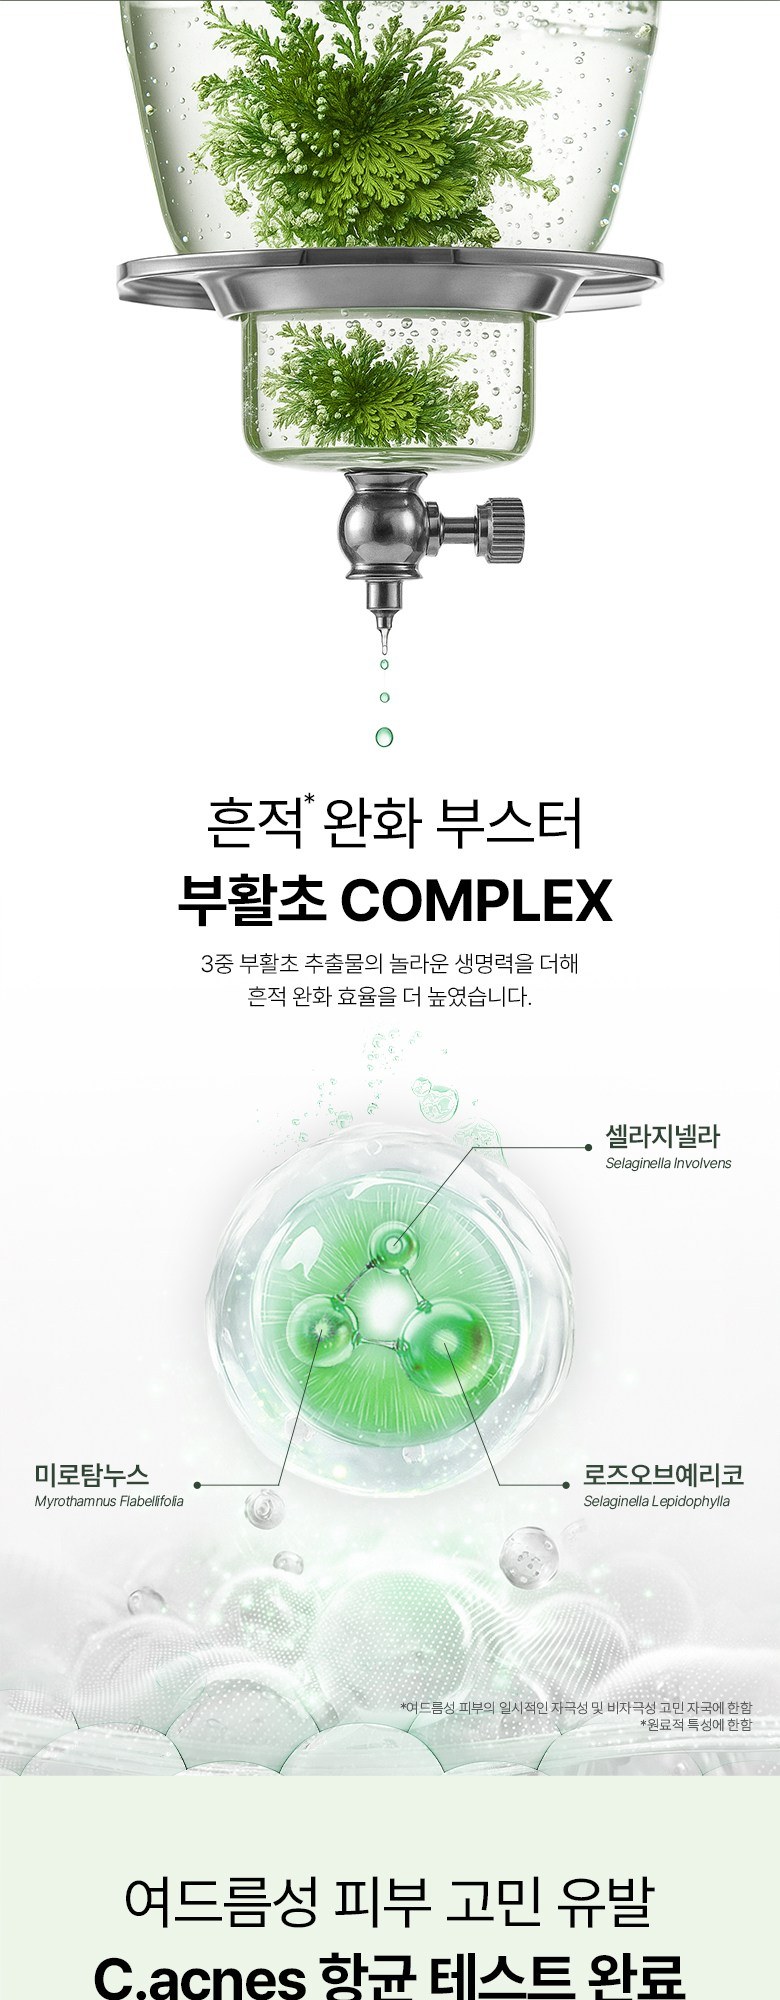 흔적* 완화 부스터
부활초 COMPLEX
3중 부활초 추출물의 놀라운 생명력을 더해
흔적 완화 효율을 더 높였습니다.
셀라지넬라
Selaginella Involvens
미로탐누스
Myrothamnus Flabellifolia
로즈오브예리코
Selaginella Lepidophylla
*여드름성 피부의 일시적인 자극성 및 비자극성 고민 자국에 한함
*원료적 특성에 한함
여드름성 피부 고민 유발
C.acnes 항균 테스트 완료